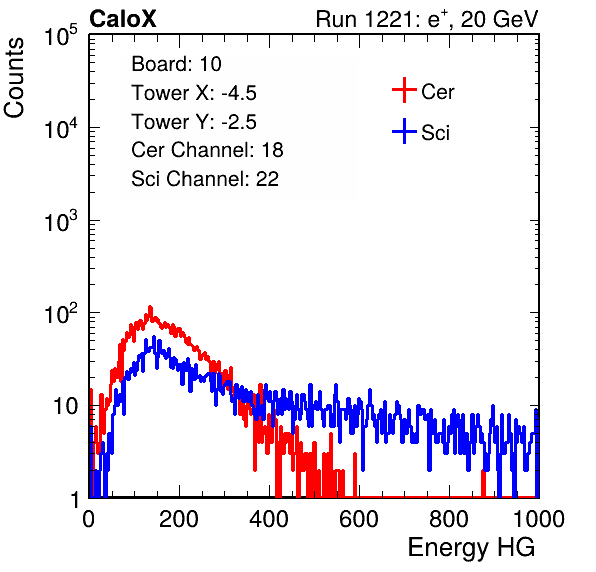 CaloX Run 1221: e⁺, 20 GeV
Counts
Board: 10
Tower X: -4.5
Tower Y: -2.5
Cer Channel: 18
Sci Channel: 22
Cer
Sci
10⁵
10⁴
10³
10²
10
1
0 200 400 600 800 1000
Energy HG